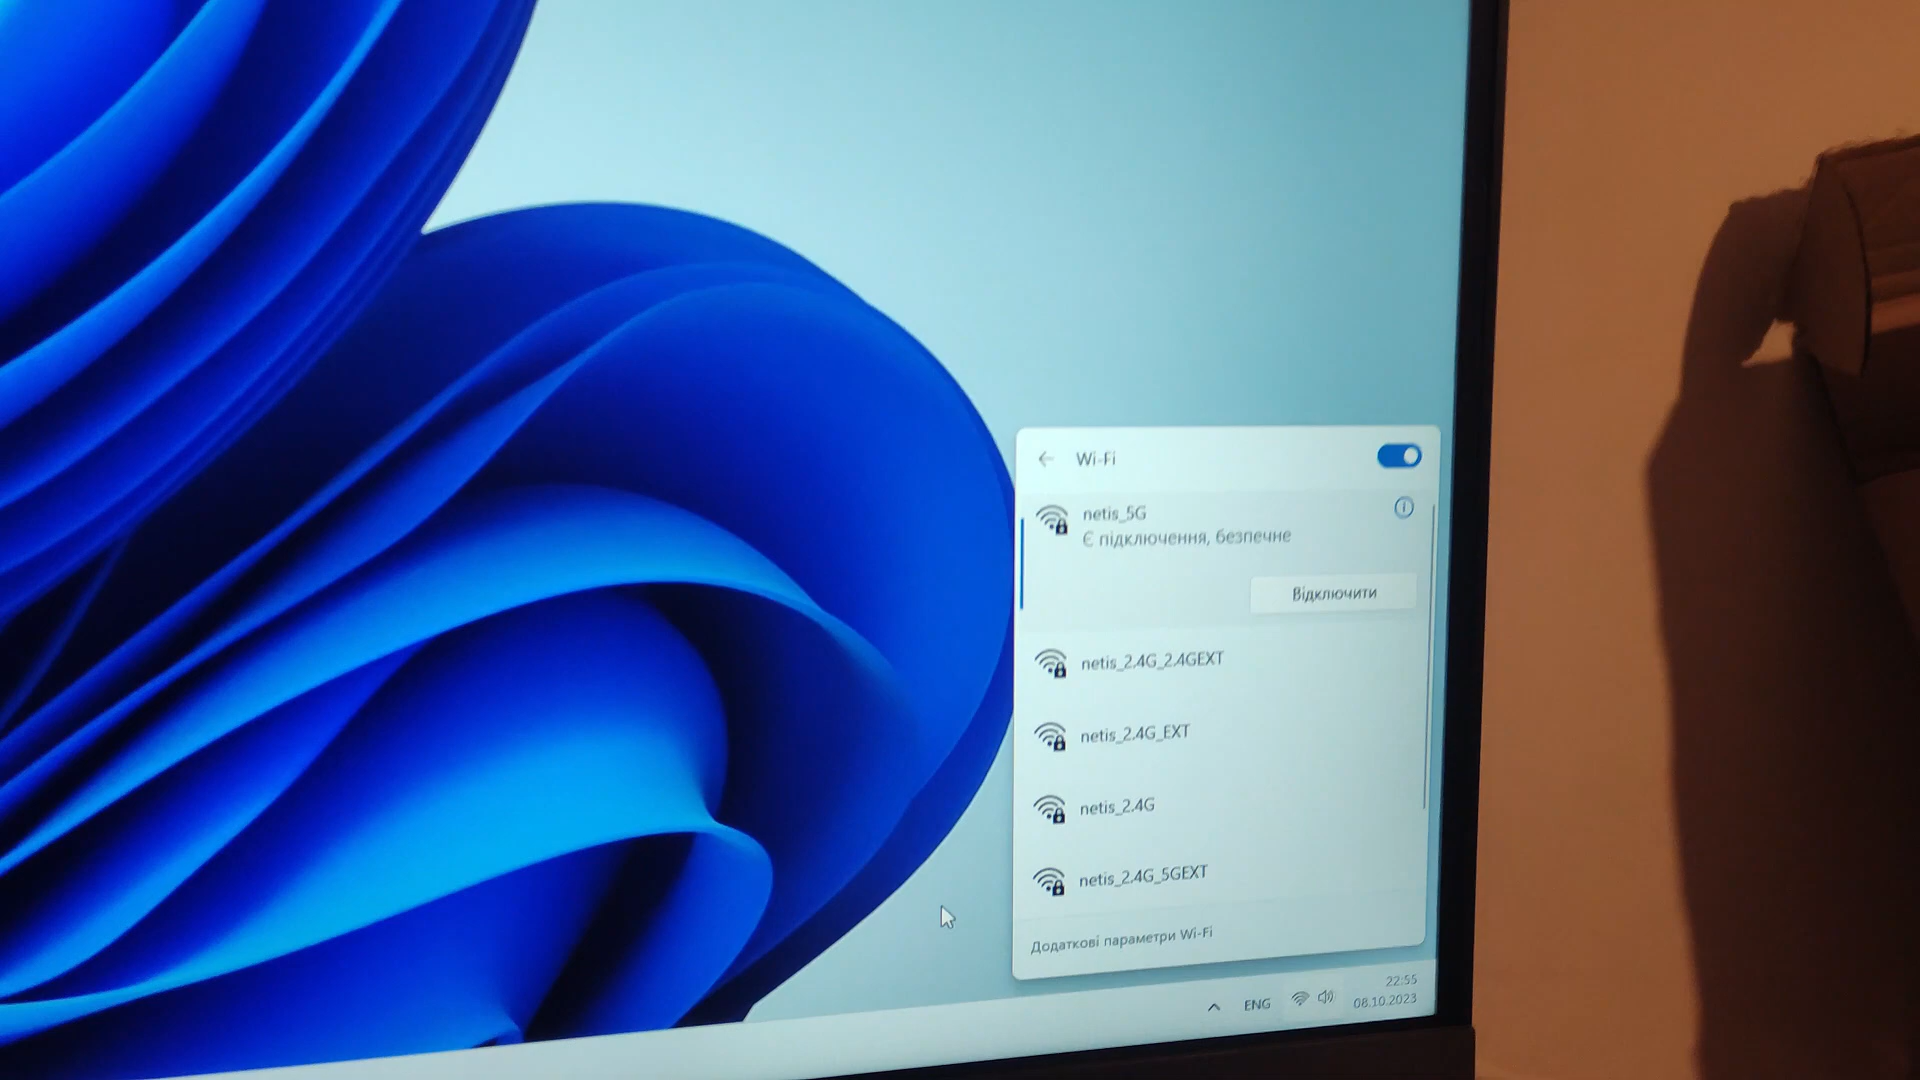 Wi-Fi
netis_5G
Є підключення, безпечне
Відключити
netis_2.4G_2.4GEXT
netis_2.4G_EXT
netis_2.4G
netis_2.4G_5GEXT
Додаткові параметри Wi-Fi
ENG
22:55
08.10.2023